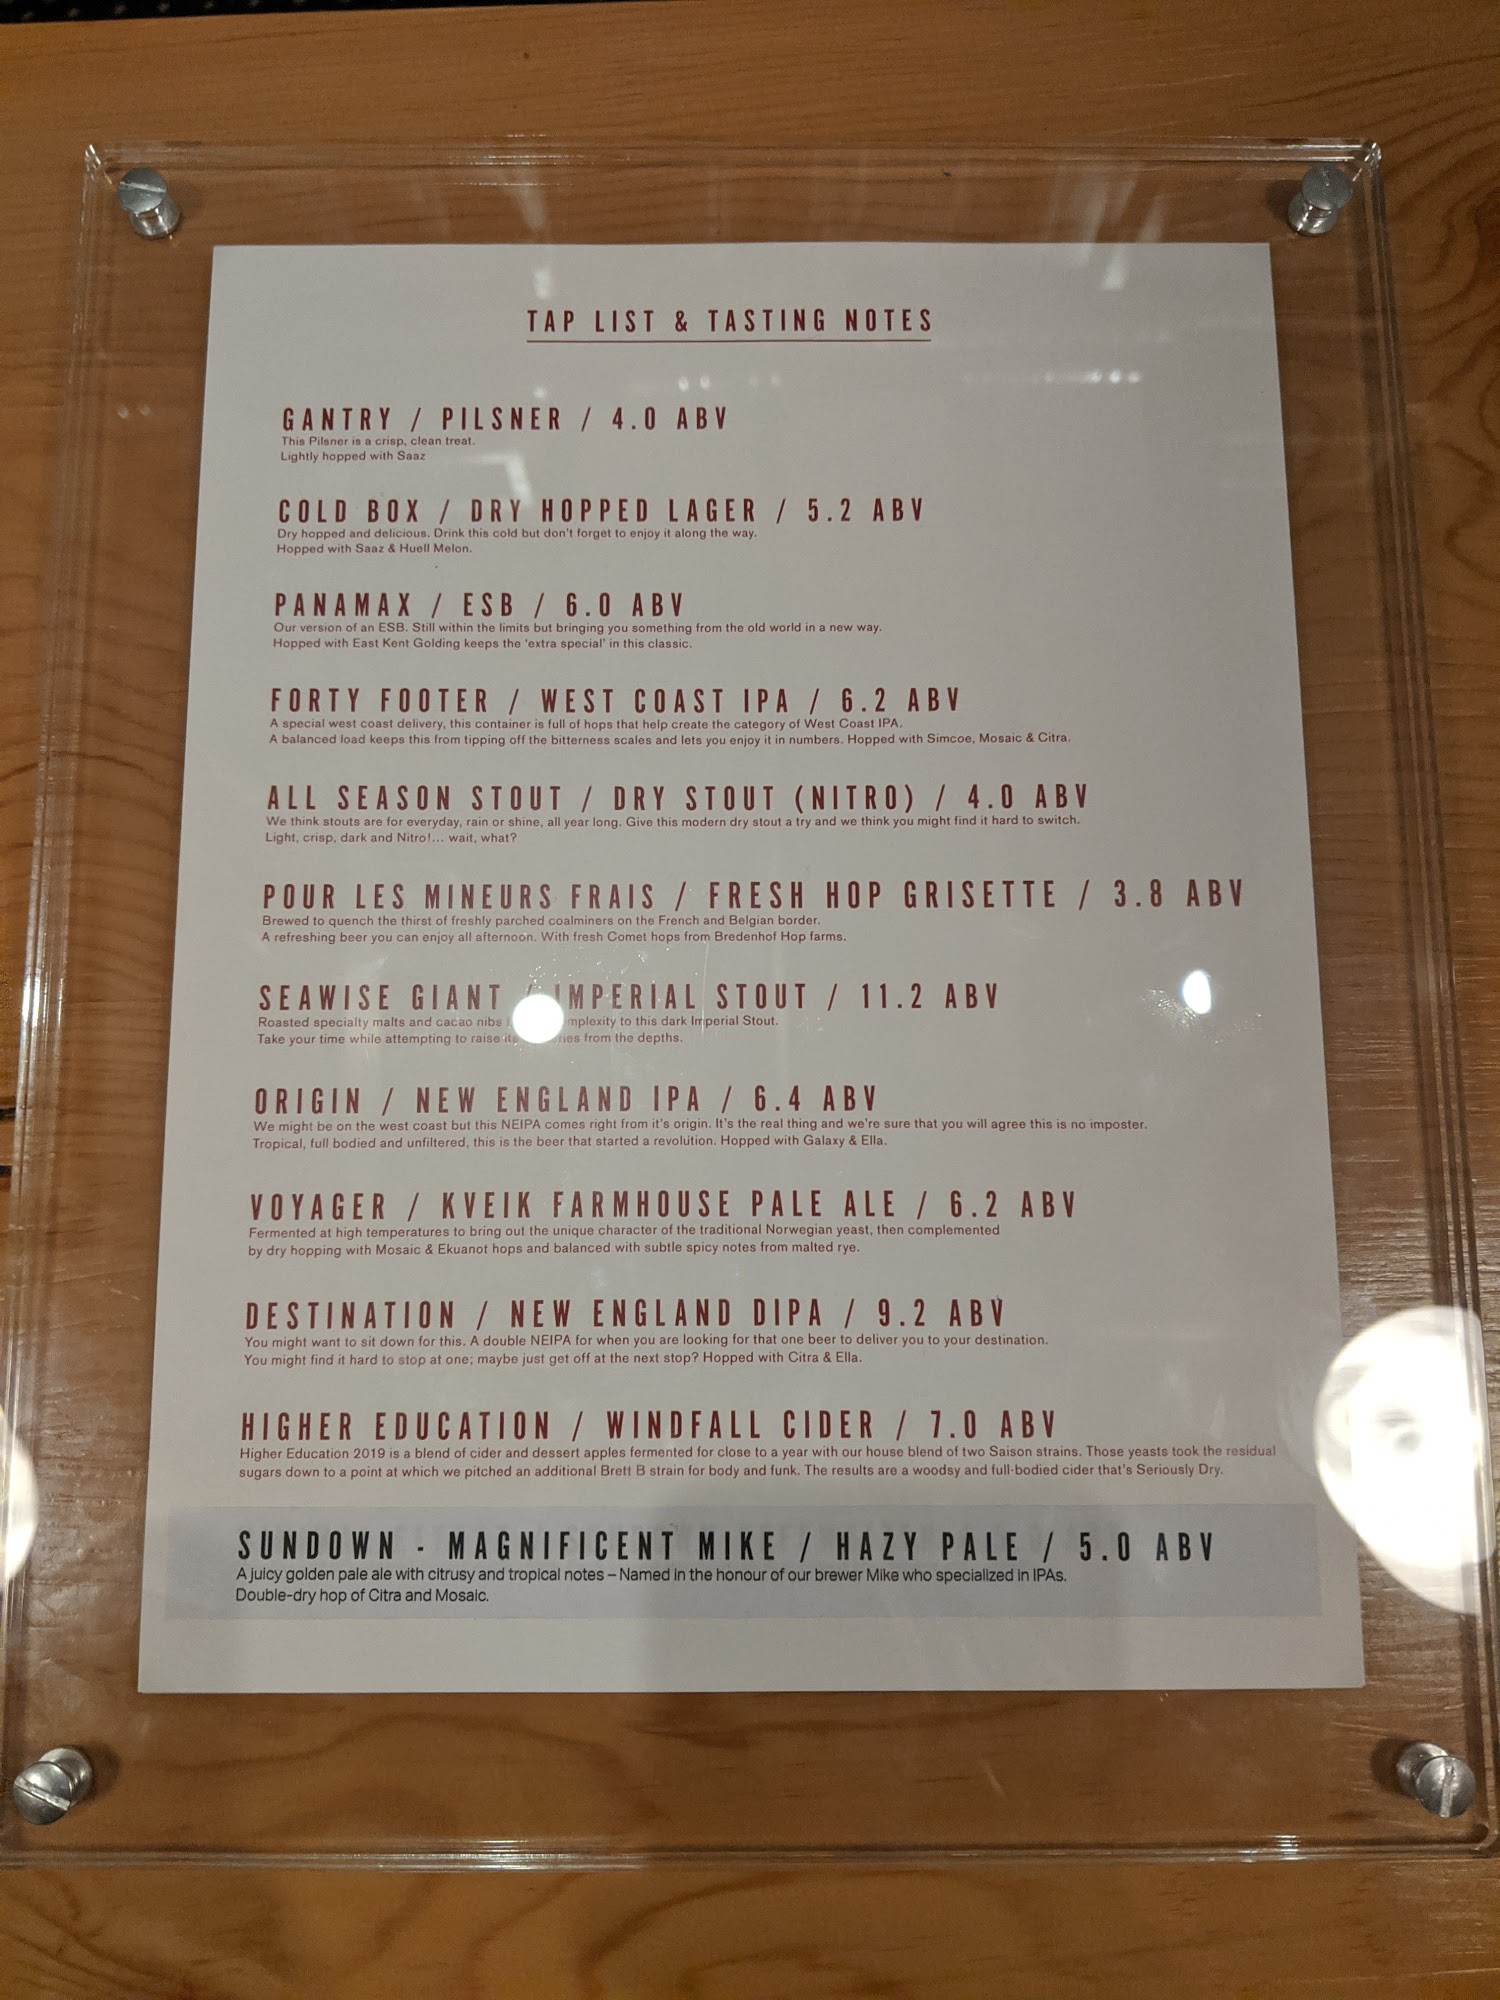 TAP LIST & TASTING NOTES
GANTRY / PILSNER / 4.0 ABV
This Pilsner is a crisp, clean treat.
Lightly hopped with Saaz
COLD BOX / DRY HOPPED LAGER / 5.2 ABV
Dry hopped and delicious. Drink this cold but don't forget to enjoy it along the way.
Hopped with Saaz & Huell Melon.
PANAMAX / ESB / 6.0 ABV
Our version of an ESB. Still within the limits but bringing you something from the old world in a new way.
Hopped with East Kent Golding keeps the 'extra special' in this classic.
FORTY FOOTER / WEST COAST IPA / 6.2 ABV
A special west coast delivery, this container is full of hops that help create the category of West Coast IPA.
A balanced load keeps this from tipping off the bitterness scales and lets you enjoy it in numbers. Hopped with Simcoe, Mosaic & Citra.
ALL SEASON STOUT / DRY STOUT (NITRO) / 4.0 ABV
We think stouts are for everyday, rain or shine, all year long. Give this modern dry stout a try and we think you might find it hard to switch.
Light, crisp, dark and Nitro!... wait, what?
POUR LES MINEURS FRAIS / FRESH HOP GRISETTE / 3.8 ABV
Brewed to quench the thirst of freshly parched coalminers on the French and Belgian border.
A refreshing beer you can enjoy all afternoon. With fresh Comet hops from Bredenhof Hop farms.
SEAWISE GIANT / IMPERIAL STOUT / 11.2 ABV
Roasted specialty malts and cacao nibs to this dark Imperial Stout.
Take your time while attempting to raise from the depths.
ORIGIN / NEW ENGLAND IPA / 6.4 ABV
We might be on the west coast but this NEIPA comes right from it's origin. It's the real thing and we're sure that you will agree this is no imposter.
Tropical, full bodied and unfiltered, this is the beer that started a revolution. Hopped with Galaxy & Ella.
VOYAGER / KVEIK FARMHOUSE PALE ALE / 6.2 ABV
Fermented at high temperatures to bring out the unique character of the traditional Norwegian yeast, then complemented
by dry hopping with Mosaic & Ekuanot hops and balanced with subtle spicy notes from malted rye.
DESTINATION / NEW ENGLAND DIPA / 9.2 ABV
You might want to sit down for this. A double NEIPA for when you are looking for that one beer to deliver you to your destination.
You might find it hard to stop at one; maybe just get off at the next stop? Hopped with Citra & Ella.
HIGHER EDUCATION / WINDFALL CIDER / 7.0 ABV
Higher Education 2019 is a blend of cider and dessert apples fermented for close to a year with our house blend of two Saison strains. Those yeasts took the residual
sugars down to a point at which we pitched an additional Brett B strain for body and funk. The results are a woodsy and full-bodied cider that's Seriously Dry.
SUNDOWN - MAGNIFICENT MIKE / HAZY PALE / 5.0 ABV
A juicy golden pale ale with citrusy and tropical notes – Named in the honour of our brewer Mike who specialized in IPAs.
Double-dry hop of Citra and Mosaic.